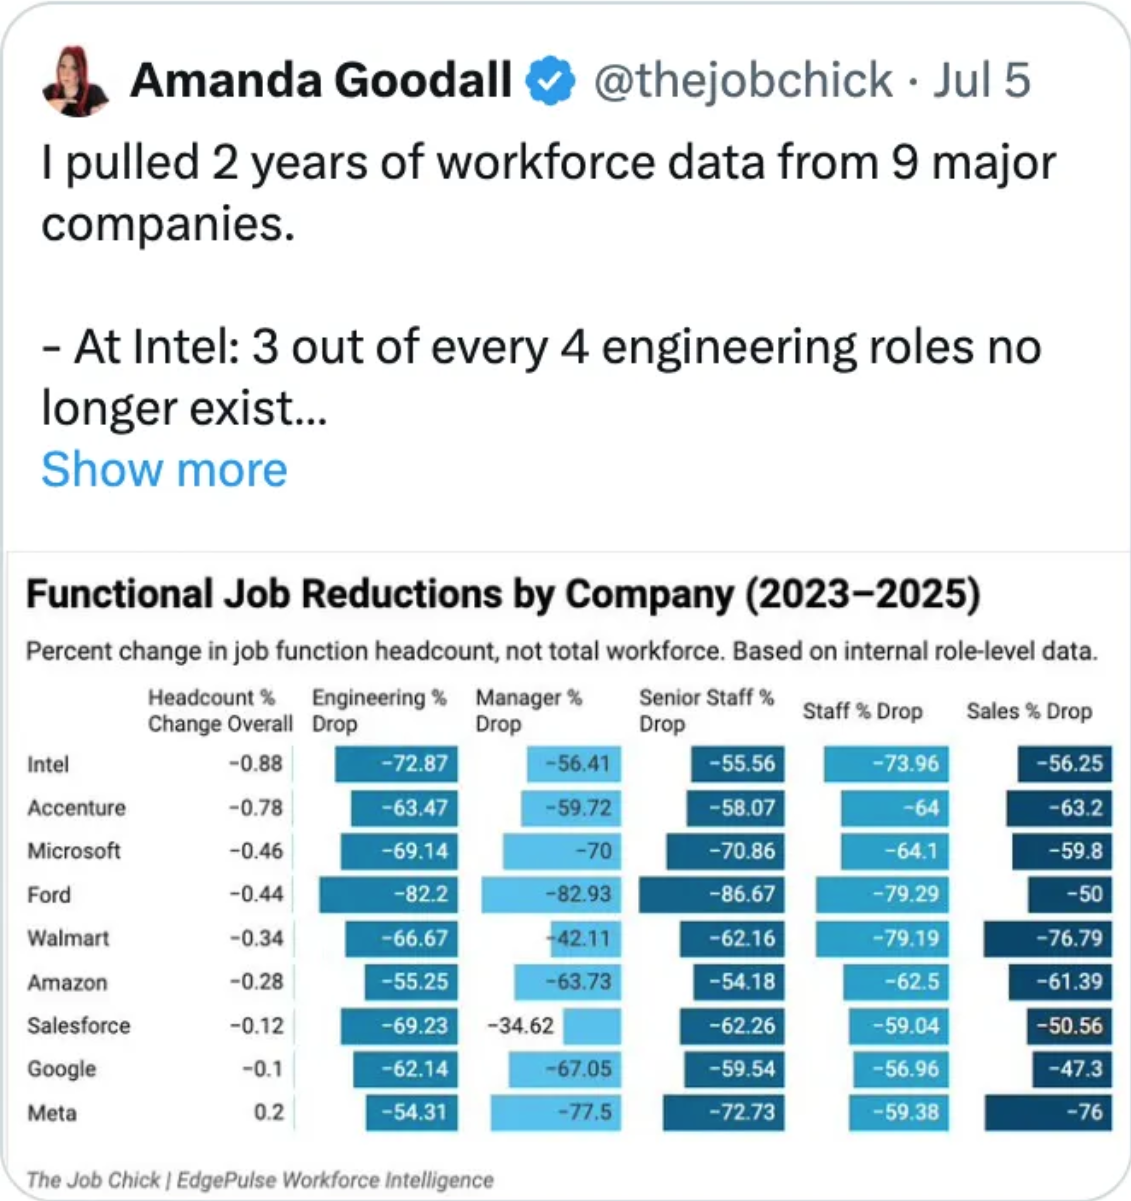 Amanda Goodall @thejobchick · Jul 5
I pulled 2 years of workforce data from 9 major
companies.
- At Intel: 3 out of every 4 engineering roles no
longer exist...
Show more
Functional Job Reductions by Company (2023–2025)
Percent change in job function headcount, not total workforce. Based on internal role-level data.
Headcount % Change Overall Engineering % Drop Manager % Drop Senior Staff % Drop Staff % Drop Sales % Drop
Intel −0.88 −72.87 −56.41 −55.56 −73.96 −56.25
Accenture −0.78 −63.47 −59.72 −58.07 −64 −63.2
Microsoft −0.46 −69.14 −70 −70.86 −64.1 −59.8
Ford −0.44 −82.2 −82.93 −86.67 −79.29 −50
Walmart −0.34 −66.67 −42.11 −62.16 −79.19 −76.79
Amazon −0.28 −55.25 −63.73 −54.18 −62.5 −61.39
Salesforce −0.12 −69.23 −34.62 −62.26 −59.04 −50.56
Google −0.1 −62.14 −67.05 −59.54 −56.96 −47.3
Meta 0.2 −54.31 −77.5 −72.73 −59.38 −76
The Job Chick | EdgePulse Workforce Intelligence